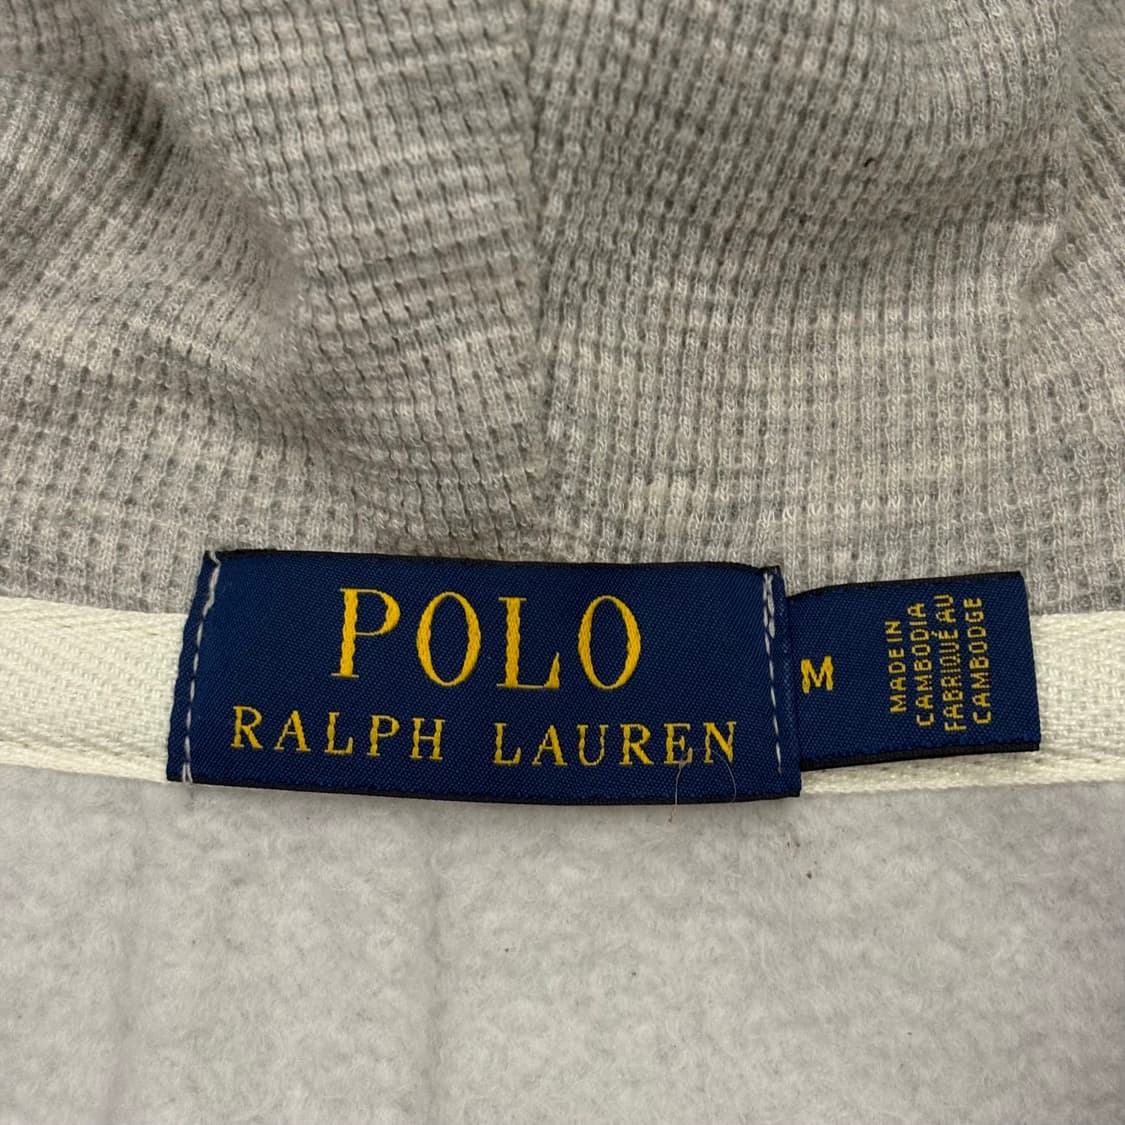 POLO
RALPH LAUREN
M
MADE IN
CAMBODIA
FABRIQUÉ AU
CAMBODGE